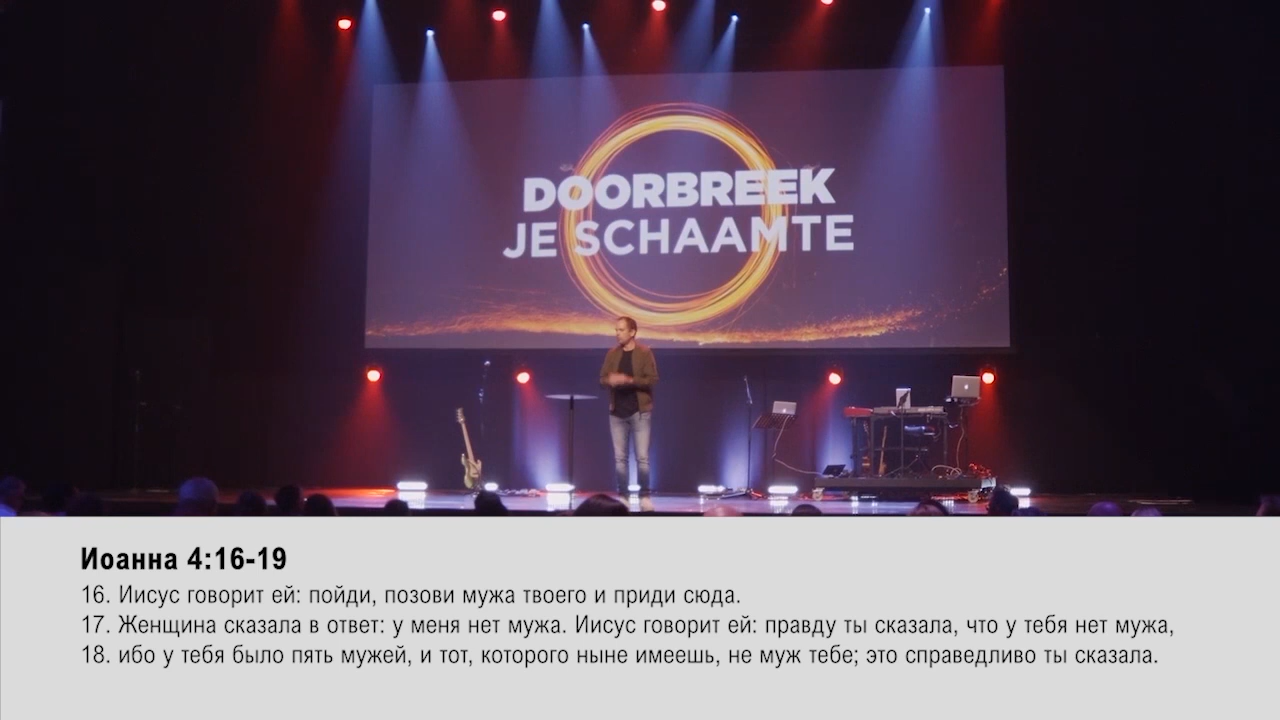 DOORBREEK
JE SCHAAMTE
Иоанна 4:16-19
16. Иисус говорит ей: пойди, позови мужа твоего и приди сюда.
17. Женщина сказала в ответ: у меня нет мужа. Иисус говорит ей: правду ты сказала, что у тебя нет мужа,
18. ибо у тебя было пять мужей, и тот, которого ныне имеешь, не муж тебе; это справедливо ты сказала.